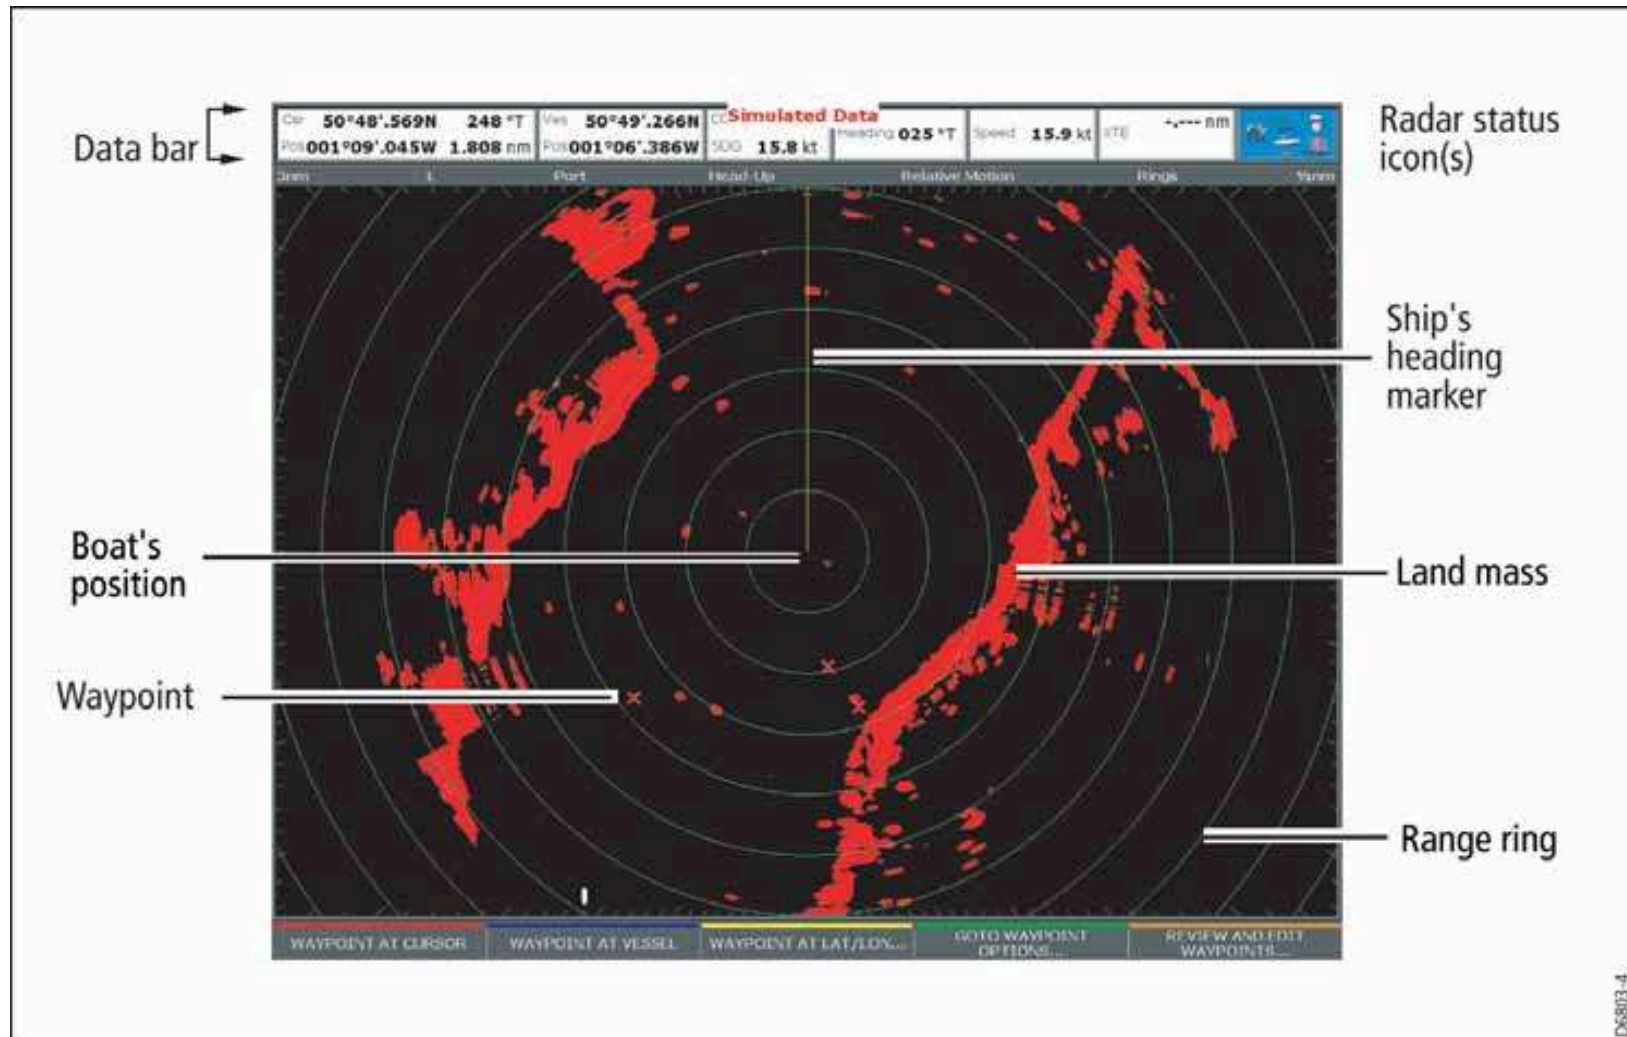 Simulated Data
Csr 50°48'.569N 248 °T
Pos 001°09'.045W 1.808 nm
Ves 50°49'.266N
Pos 001°06'.386W
SOG 15.8 kt
Heading 025 °T
Speed 15.9 kt
XTE -.--- nm
Radar status
icon(s)
Data bar
3nm Port Head-Up Relative Motion Rings ½nm
Ship's
heading
marker
Boat's
position
Land mass
Waypoint
Range ring
WAYPOINT AT CURSOR
WAYPOINT AT VESSEL
WAYPOINT AT LAT/LON...
GOTO WAYPOINT
OPTIONS...
REVIEW AND EDIT
WAYPOINTS...
D6803-4